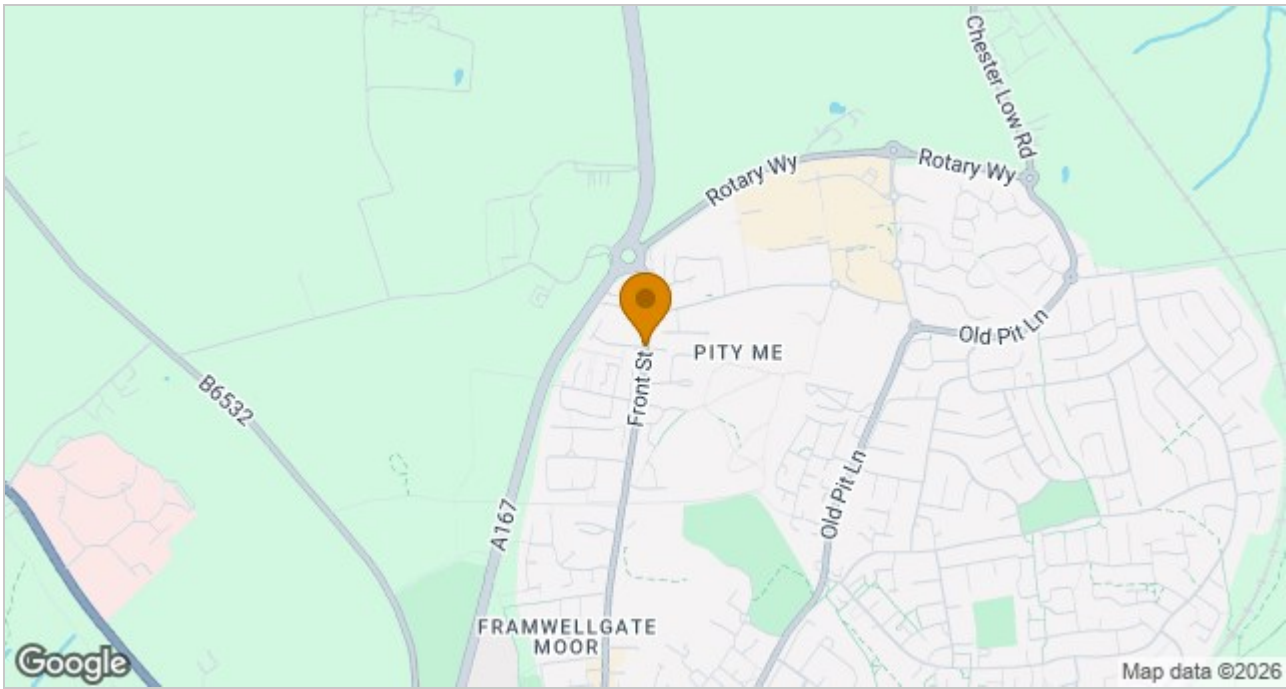 Chester Low Rd
Rotary Wy
Rotary Wy
Old Pit Ln
PITY ME
Front St
B6532
A167
Old Pit Ln
FRAMWELLGATE
MOOR
Google
Map data ©2026